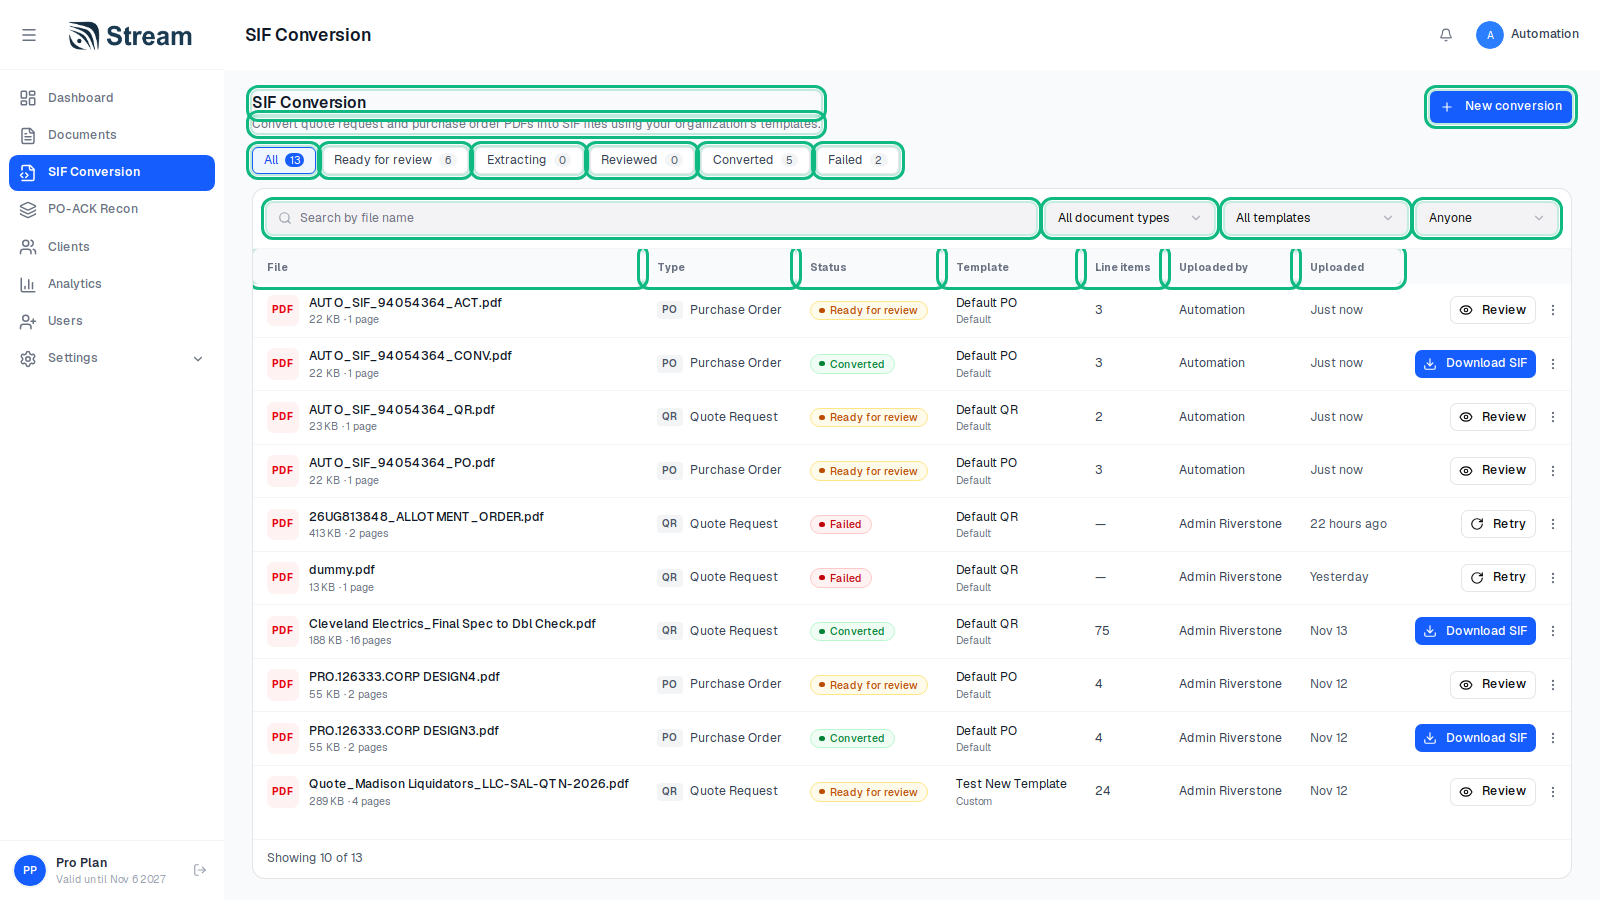 Stream
SIF Conversion
A
Automation
Dashboard
Documents
SIF Conversion
PO-ACK Recon
Clients
Analytics
Users
Settings
PP
Pro Plan
Valid until Nov 6 2027
SIF Conversion
Convert quote request and purchase order PDFs into SIF files using your organization's templates.
New conversion
All 13
Ready for review 6
Extracting 0
Reviewed 0
Converted 5
Failed 2
Search by file name
All document types
All templates
Anyone
File Type Status Template Line items Uploaded by Uploaded
PDF AUTO_SIF_94054364_ACT.pdf PO Purchase Order Ready for review Default PO 3 Automation Just now Review
22 KB · 1 page Default
PDF AUTO_SIF_94054364_CONV.pdf PO Purchase Order Converted Default PO 3 Automation Just now Download SIF
22 KB · 1 page Default
PDF AUTO_SIF_94054364_QR.pdf QR Quote Request Ready for review Default QR 2 Automation Just now Review
23 KB · 1 page Default
PDF AUTO_SIF_94054364_PO.pdf PO Purchase Order Ready for review Default PO 3 Automation Just now Review
22 KB · 1 page Default
PDF 26UG813848_ALLOTMENT_ORDER.pdf QR Quote Request Failed Default QR — Admin Riverstone 22 hours ago Retry
413 KB · 2 pages Default
PDF dummy.pdf QR Quote Request Failed Default QR — Admin Riverstone Yesterday Retry
13 KB · 1 page Default
PDF Cleveland Electrics_Final Spec to Dbl Check.pdf QR Quote Request Converted Default QR 75 Admin Riverstone Nov 13 Download SIF
188 KB · 16 pages Default
PDF PRO.126333.CORP DESIGN4.pdf PO Purchase Order Ready for review Default PO 4 Admin Riverstone Nov 12 Review
55 KB · 2 pages Default
PDF PRO.126333.CORP DESIGN3.pdf PO Purchase Order Converted Default PO 4 Admin Riverstone Nov 12 Download SIF
55 KB · 2 pages Default
PDF Quote_Madison Liquidators_LLC-SAL-QTN-2026.pdf QR Quote Request Ready for review Test New Template 24 Admin Riverstone Nov 12 Review
289 KB · 4 pages Custom
Showing 10 of 13